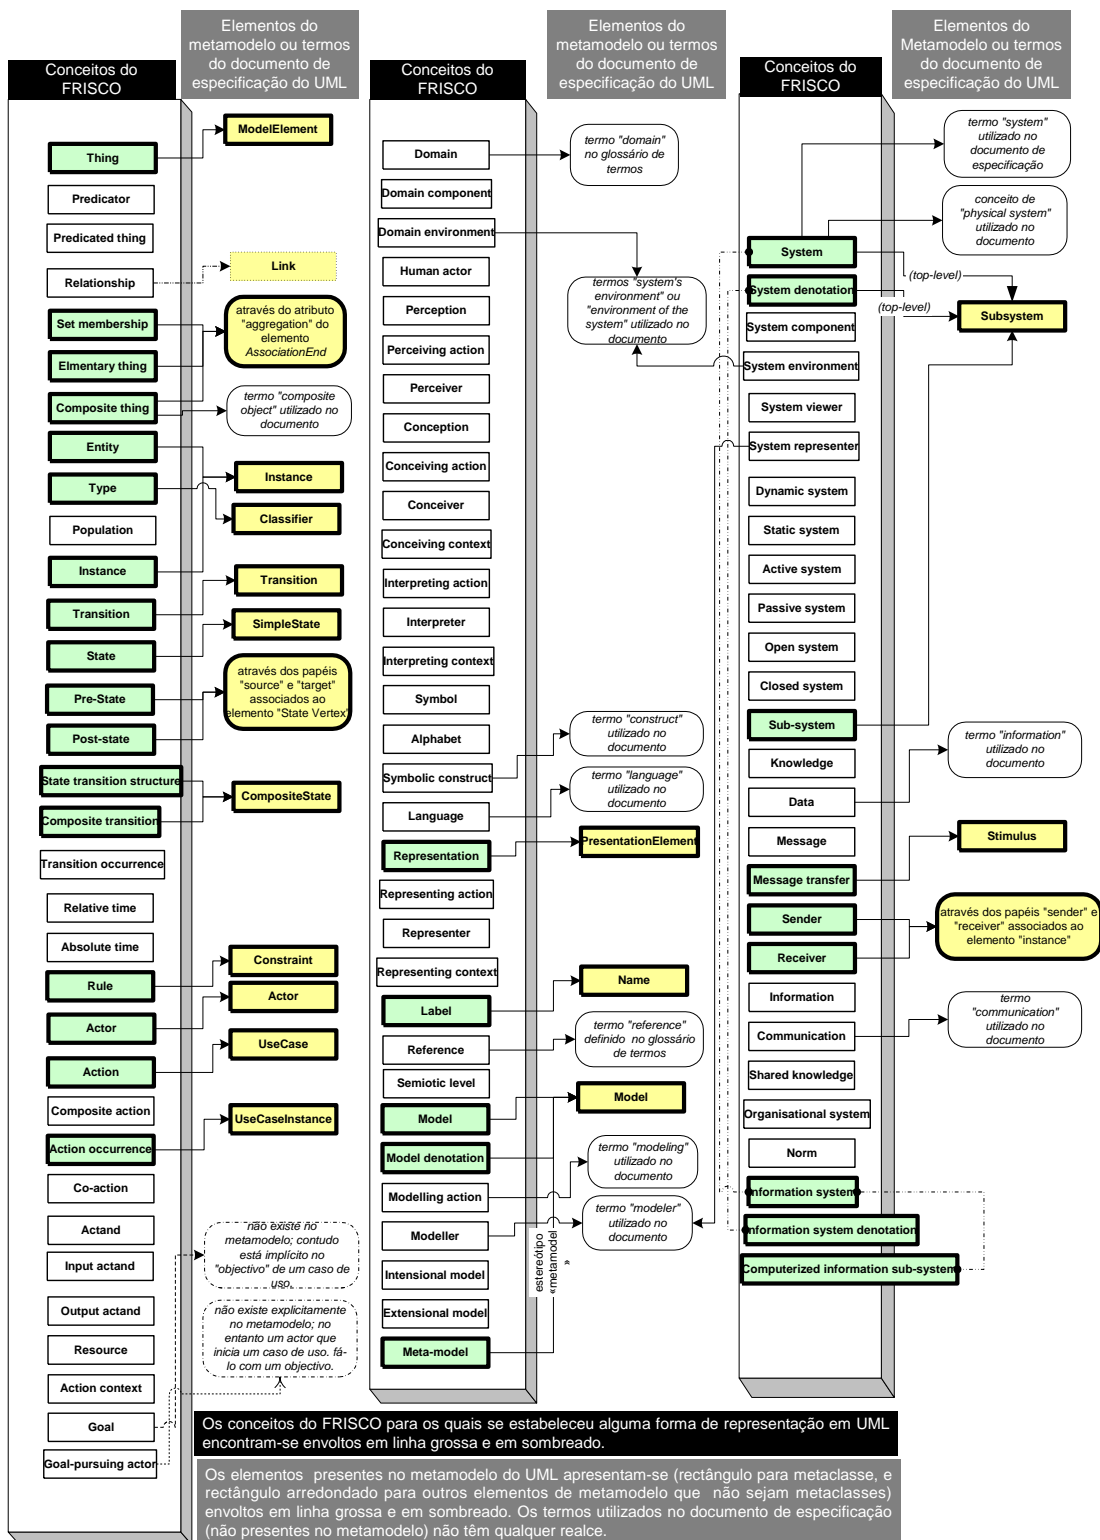 Elementos do
metamodelo ou termos
do documento de
especificação do UML
Conceitos do
FRISCO
Thing
Predicator
Predicated thing
Relationship
Set membership
Elmentary thing
Composite thing
Entity
Type
Population
Instance
Transition
State
Pre-State
Post-state
State transition structure
Composite transition
Transition occurrence
Relative time
Absolute time
Rule
Actor
Action
Composite action
Action occurrence
Co-action
Actand
Input actand
Output actand
Resource
Action context
Goal
Goal-pursuing actor
ModelElement
Link
através do atributo
"aggregation" do
elemento
AssociationEnd
termo "composite
object" utilizado no
documento
Instance
Classifier
Transition
SimpleState
através dos papéis
"source" e "target"
associados ao
elemento "State Vertex"
CompositeState
Constraint
Actor
UseCase
UseCaseInstance
não existe no
metamodelo; contudo
está implícito no
"objectivo" de um caso de
uso.
não existe explicitamente
no metamodelo; no
entanto um actor que
inicia um caso de uso. fá-
lo com um objectivo.
Elementos do
metamodelo ou termos
do documento de
especificação do UML
Conceitos do
FRISCO
Domain
Domain component
Domain environment
Human actor
Perception
Perceiving action
Perceiver
Conception
Conceiving action
Conceiver
Conceiving context
Interpreting action
Interpreter
Interpreting context
Symbol
Alphabet
Symbolic construct
Language
Representation
Representing action
Representer
Representing context
Label
Reference
Semiotic level
Model
Model denotation
Modelling action
Modeller
Intensional model
Extensional model
Meta-model
termo "domain"
no glossário de
termos
termos "system's
environment" ou
"environment of the
system" utilizado no
documento
termo "construct"
utilizado no
documento
termo "language"
utilizado no
documento
PresentationElement
Name
termo "reference"
definido no glossário
de termos
Model
termo "modeling"
utilizado no
documento
termo "modeler"
utilizado no
documento
estereótipo
«metamodel
»
Elementos do
Metamodelo ou termos
do documento de
especificação do UML
Conceitos do
FRISCO
System
System denotation
System component
System environment
System viewer
System representer
Dynamic system
Static system
Active system
Passive system
Open system
Closed system
Sub-system
Knowledge
Data
Message
Message transfer
Sender
Receiver
Information
Communication
Shared knowledge
Organisational system
Norm
Information system
Information system denotation
Computerized information sub-system
termo "system"
utilizado no
documento de
especificação
conceito de
"physical system"
utilizado no
documento
(top-level)
(top-level)
Subsystem
termo "information"
utilizado no
documento
Stimulus
através dos papéis "sender" e
"receiver" associados ao
elemento "instance"
termo
"communication"
utilizado no
documento
Os conceitos do FRISCO para os quais se estabeleceu alguma forma de representação em UML
encontram-se envoltos em linha grossa e em sombreado.
Os elementos presentes no metamodelo do UML apresentam-se (rectângulo para metaclasse, e
rectângulo arredondado para outros elementos de metamodelo que não sejam metaclasses)
envoltos em linha grossa e em sombreado. Os termos utilizados no documento de especificação
(não presentes no metamodelo) não têm qualquer realce.